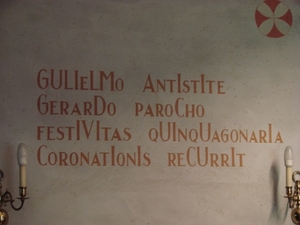 GULIeLMo AntIstIte
GerarDo paroCho
festIVItas qUInqUagonarIa
CoronatIonIs reCUrrIt